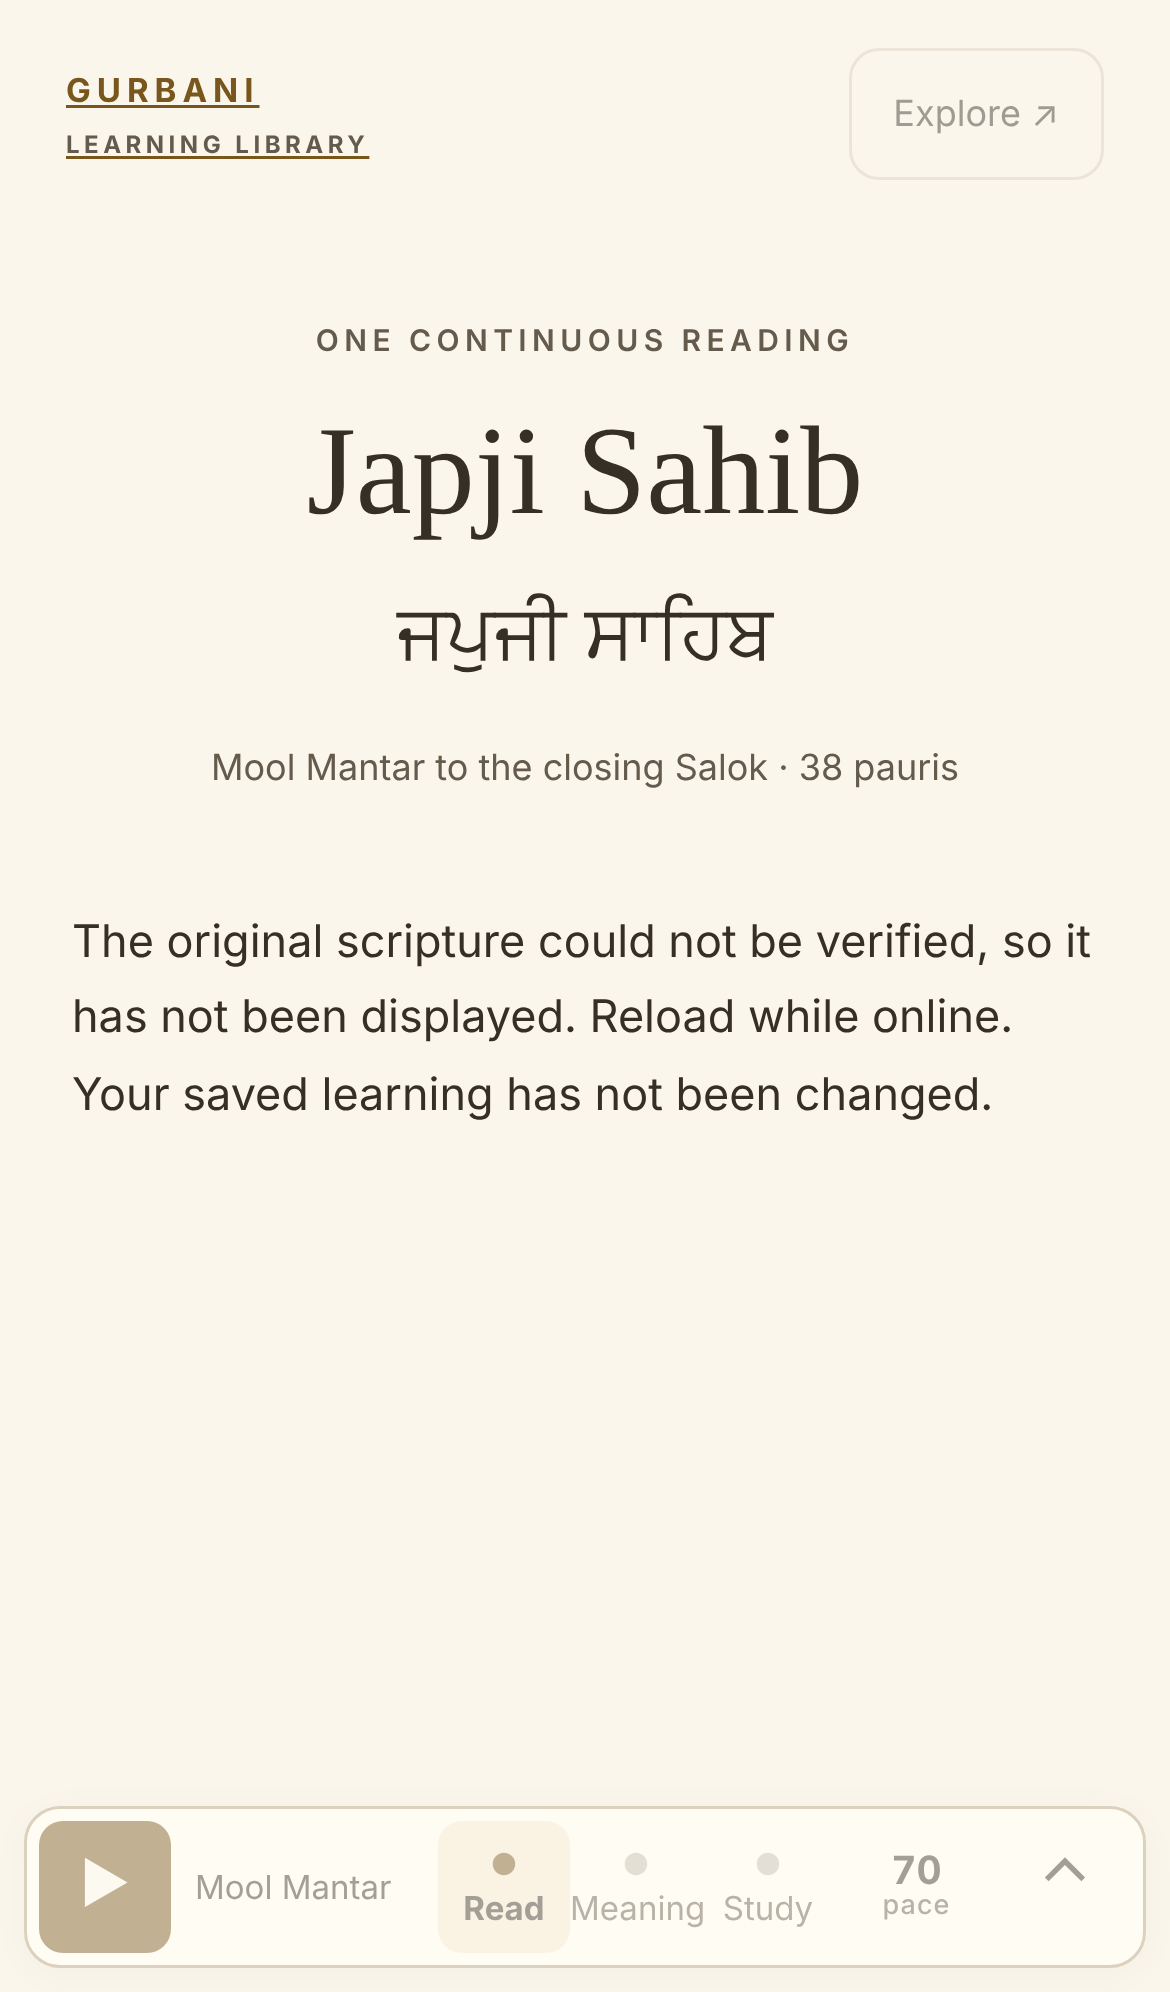 GURBANI
LEARNING LIBRARY
Explore ↗
ONE CONTINUOUS READING
Japji Sahib
ਜਪੁਜੀ ਸਾਹਿਬ
Mool Mantar to the closing Salok · 38 pauris
The original scripture could not be verified, so it
has not been displayed. Reload while online.
Your saved learning has not been changed.
Mool Mantar
Read
Meaning
Study
70
pace